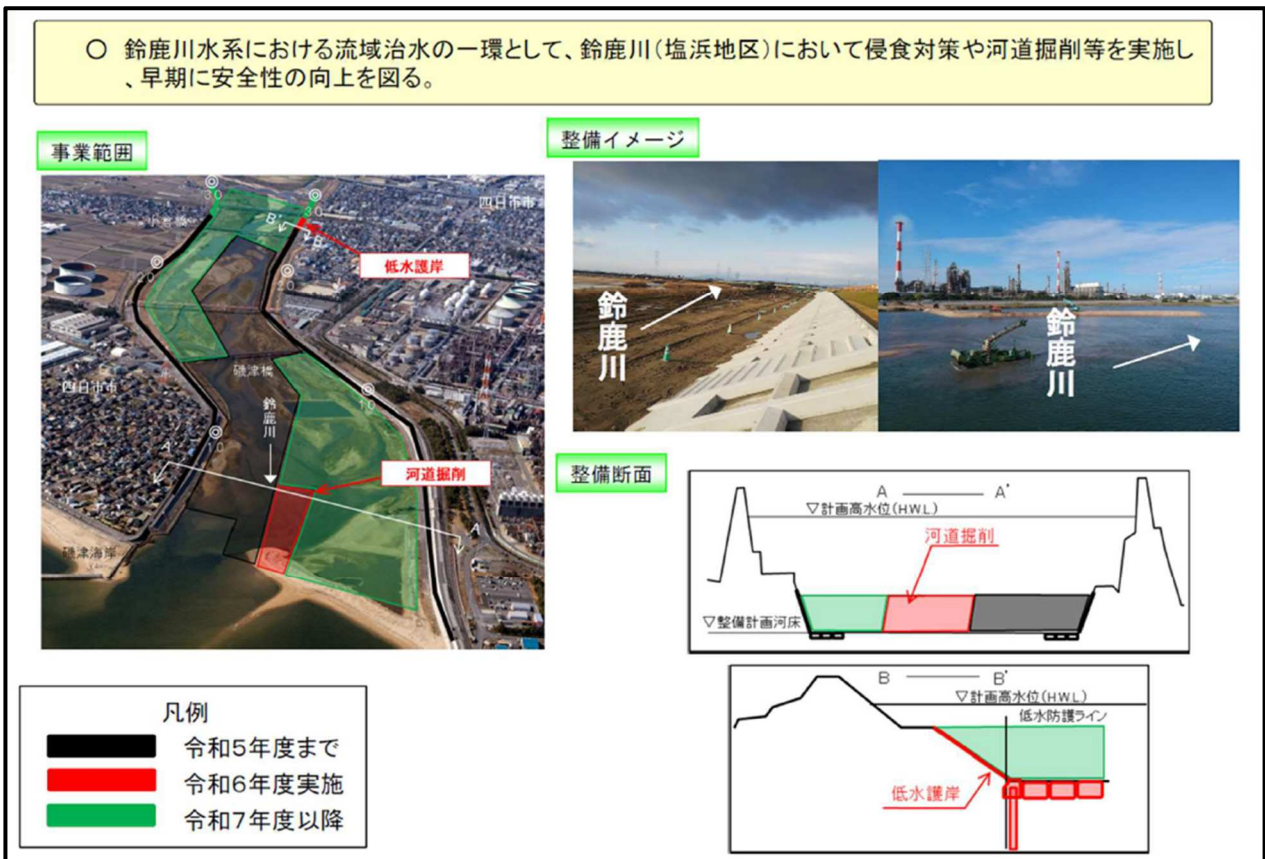 ○ 鈴鹿川水系における流域治水の一環として、鈴鹿川（塩浜地区）において侵食対策や河道掘削等を実施し
、早期に安全性の向上を図る。
事業範囲
整備イメージ
四日市市
B'
B
低水護岸
磯津橋
四日市市
鈴鹿川
A
河道掘削
A'
磯津海岸
鈴鹿川
鈴鹿川
整備断面
A ――― A'
▽計画高水位(H.W.L.)
河道掘削
▽整備計画河床
B ――― B'
▽計画高水位(H.W.L)
低水防護ライン
低水護岸
凡例
令和5年度まで
令和6年度実施
令和7年度以降